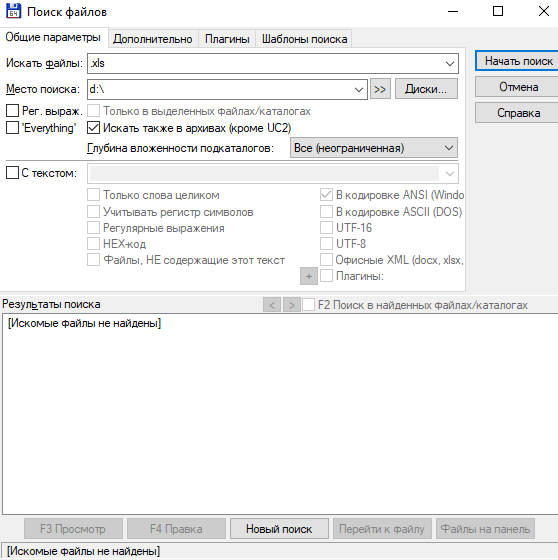 64
Поиск файлов
Общие параметры Дополнительно Плагины Шаблоны поиска
Искать файлы: .xls
Начать поиск
Место поиска: d:\ >> Диски...
Отмена
Рег. выраж. Только в выделенных файлах/каталогах
Справка
'Everything' Искать также в архивах (кроме UC2)
Глубина вложенности подкаталогов: Все (неограниченная)
С текстом:
Только слова целиком В кодировке ANSI (Windo
Учитывать регистр символов В кодировке ASCII (DOS)
Регулярные выражения UTF-16
HEX-код UTF-8
Файлы, НЕ содержащие этот текст Офисные XML (docx, xlsx,
+ Плагины:
Результаты поиска < > F2 Поиск в найденных файлах/каталогах
[Искомые файлы не найдены]
F3 Просмотр F4 Правка Новый поиск Перейти к файлу Файлы на панель
[Искомые файлы не найдены]